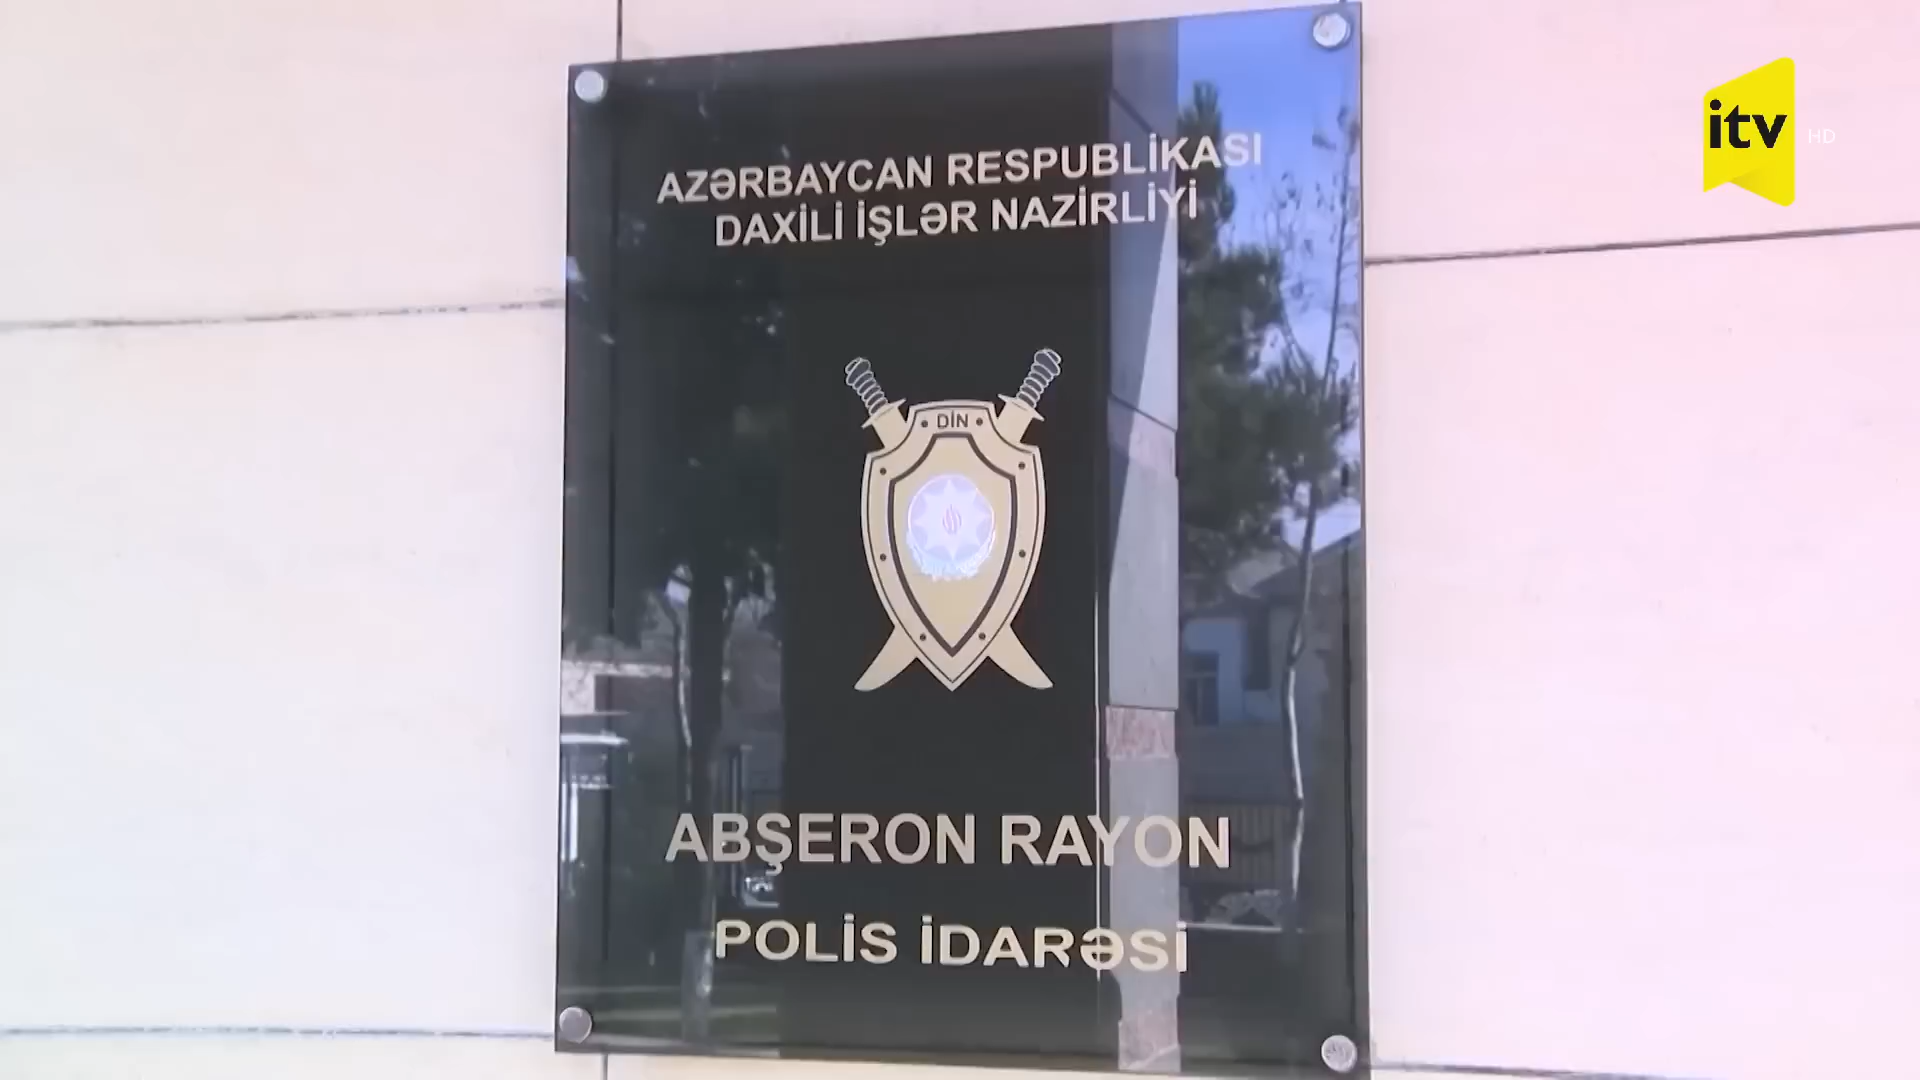 AZƏRBAYCAN RESPUBLİKASI
DAXİLİ İŞLƏR NAZİRLİYİ
DİN
ABŞERON RAYON
POLİS İDARƏSİ
itv HD